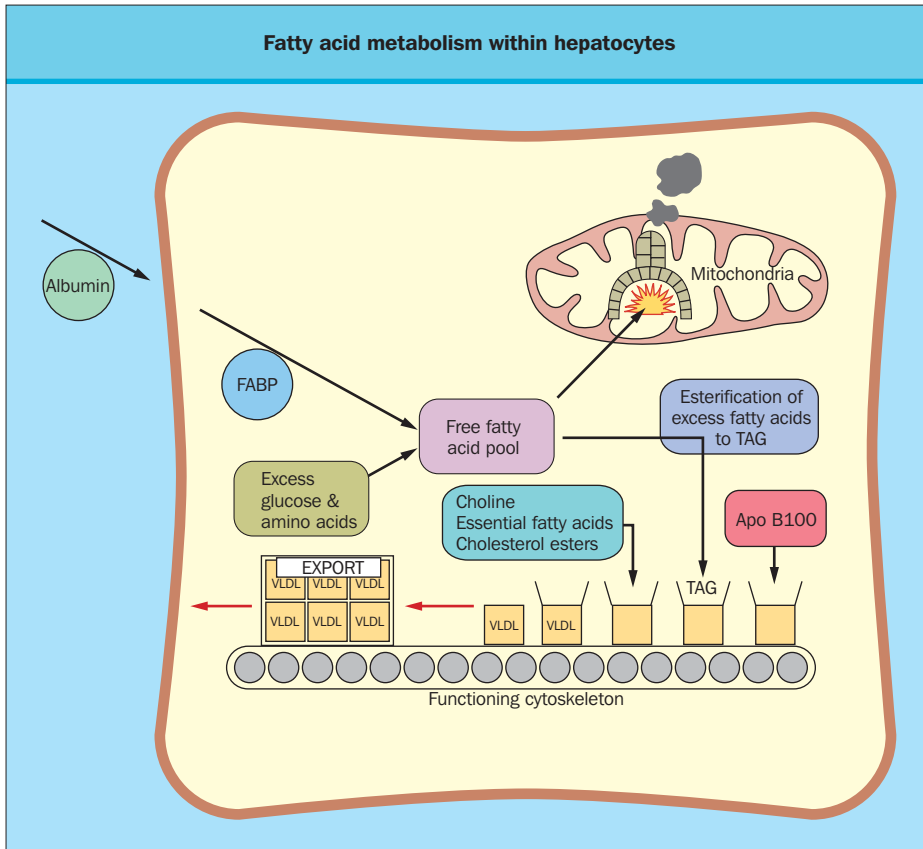 Fatty acid metabolism within hepatocytes
Mitochondria
Albumin
FABP
Free fatty
acid pool
Esterification of
excess fatty acids
to TAG
Excess
glucose &
amino acids
Choline
Essential fatty acids
Cholesterol esters
Apo B100
EXPORT
VLDL VLDL VLDL
VLDL VLDL VLDL
VLDL
VLDL
TAG
Functioning cytoskeleton